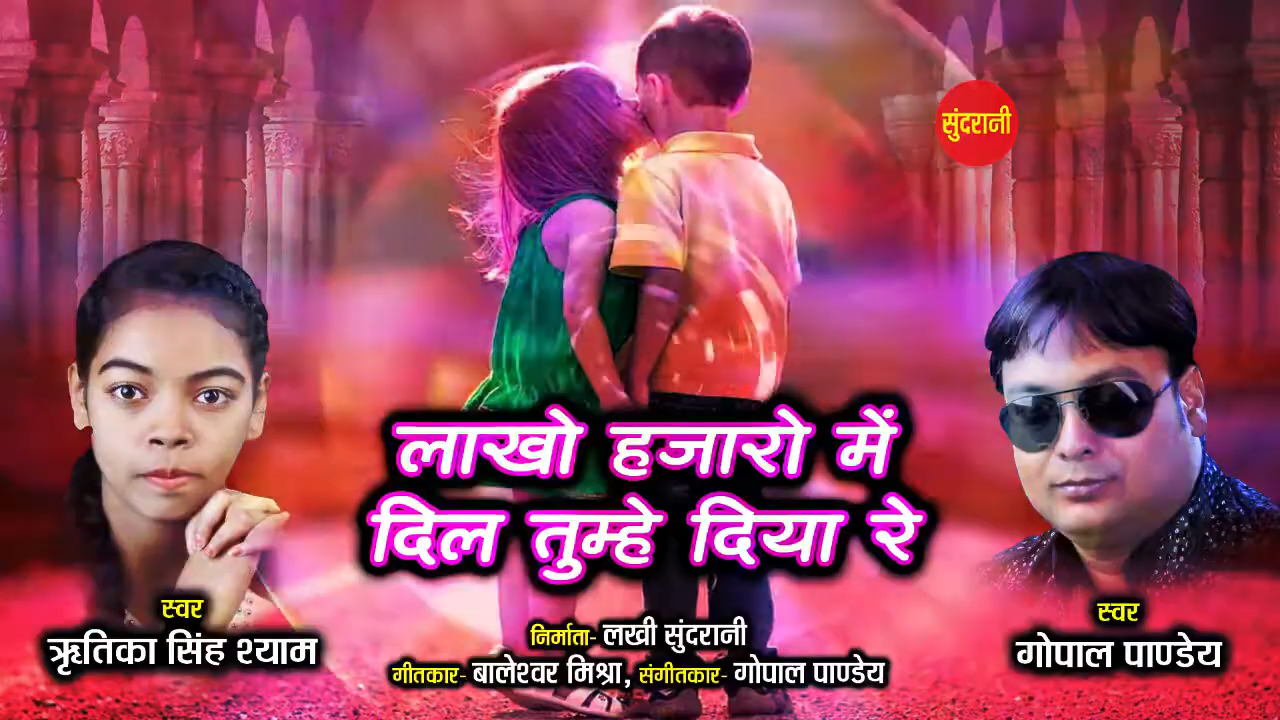 सुंदरानी
लाखो हजारो में
दिल तुम्हे दिया रे
स्वर
ऋतिका सिंह श्याम
निर्माता- लखी सुंदरानी
गीतकार- बालेश्वर मिश्रा, संगीतकार- गोपाल पाण्डेय
स्वर
गोपाल पाण्डेय